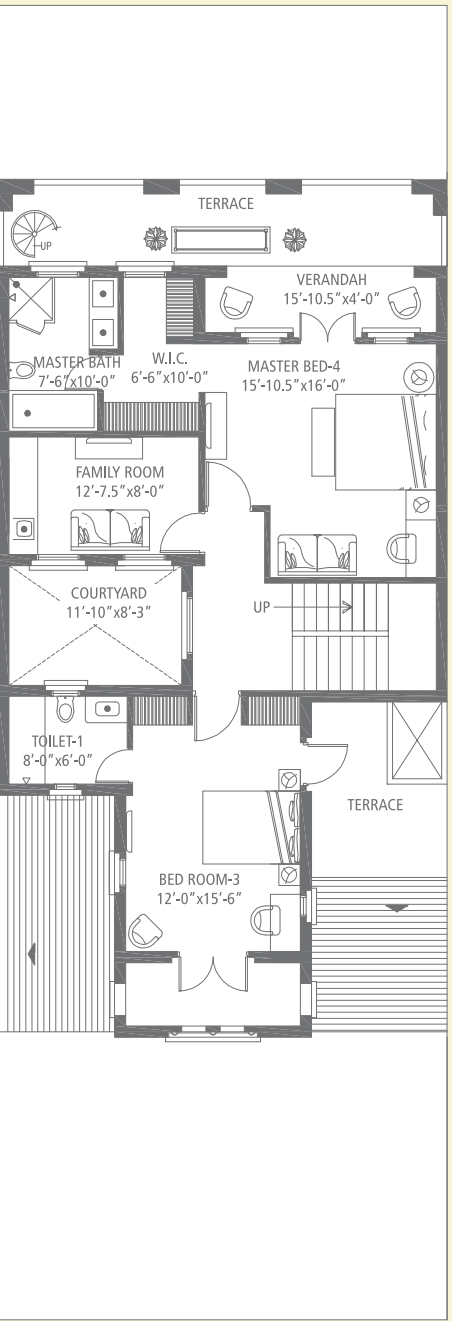 TERRACE
UP
VERANDAH
15'-10.5"x4'-0"
MASTER BATH
7'-6"x10'-0"
W.I.C.
6'-6"x10'-0"
MASTER BED-4
15'-10.5"x16'-0"
FAMILY ROOM
12'-7.5"x8'-0"
COURTYARD
11'-10"x8'-3"
UP
TOILET-1
8'-0"x6'-0"
TERRACE
BED ROOM-3
12'-0"x15'-6"